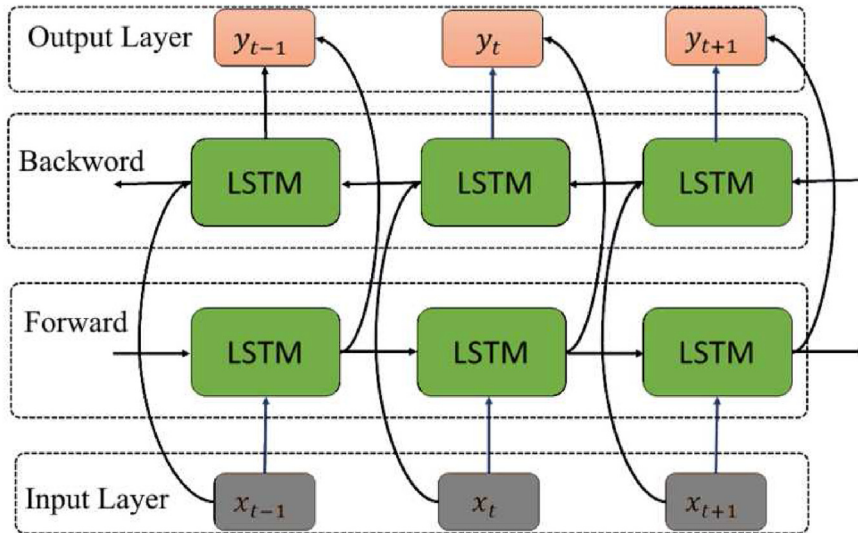 Output Layer y_{t-1} y_t y_{t+1}
Backword LSTM LSTM LSTM
Forward LSTM LSTM LSTM
Input Layer x_{t-1} x_t x_{t+1}